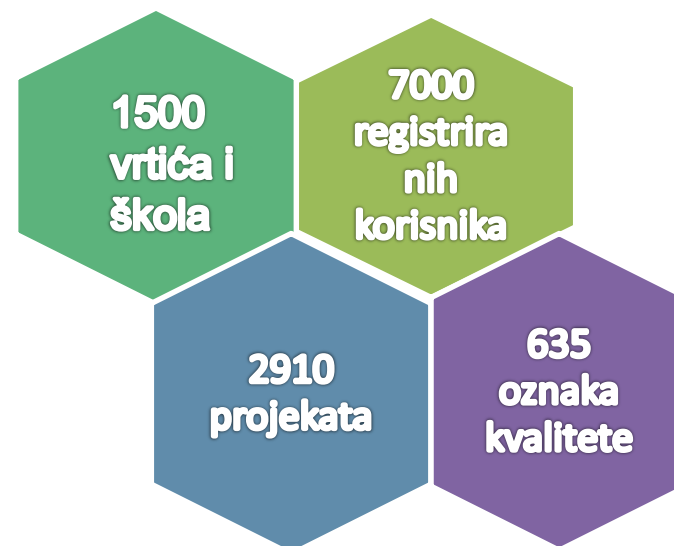 1500
vrtića i
škola
7000
registrira
nih
korisnika
2910
projekata
635
oznaka
kvalitete